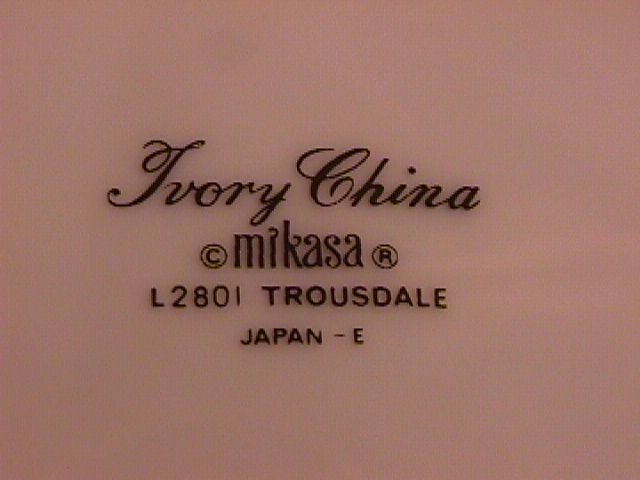 Ivory China
© mikasa ®
L2801 TROUSDALE
JAPAN - E